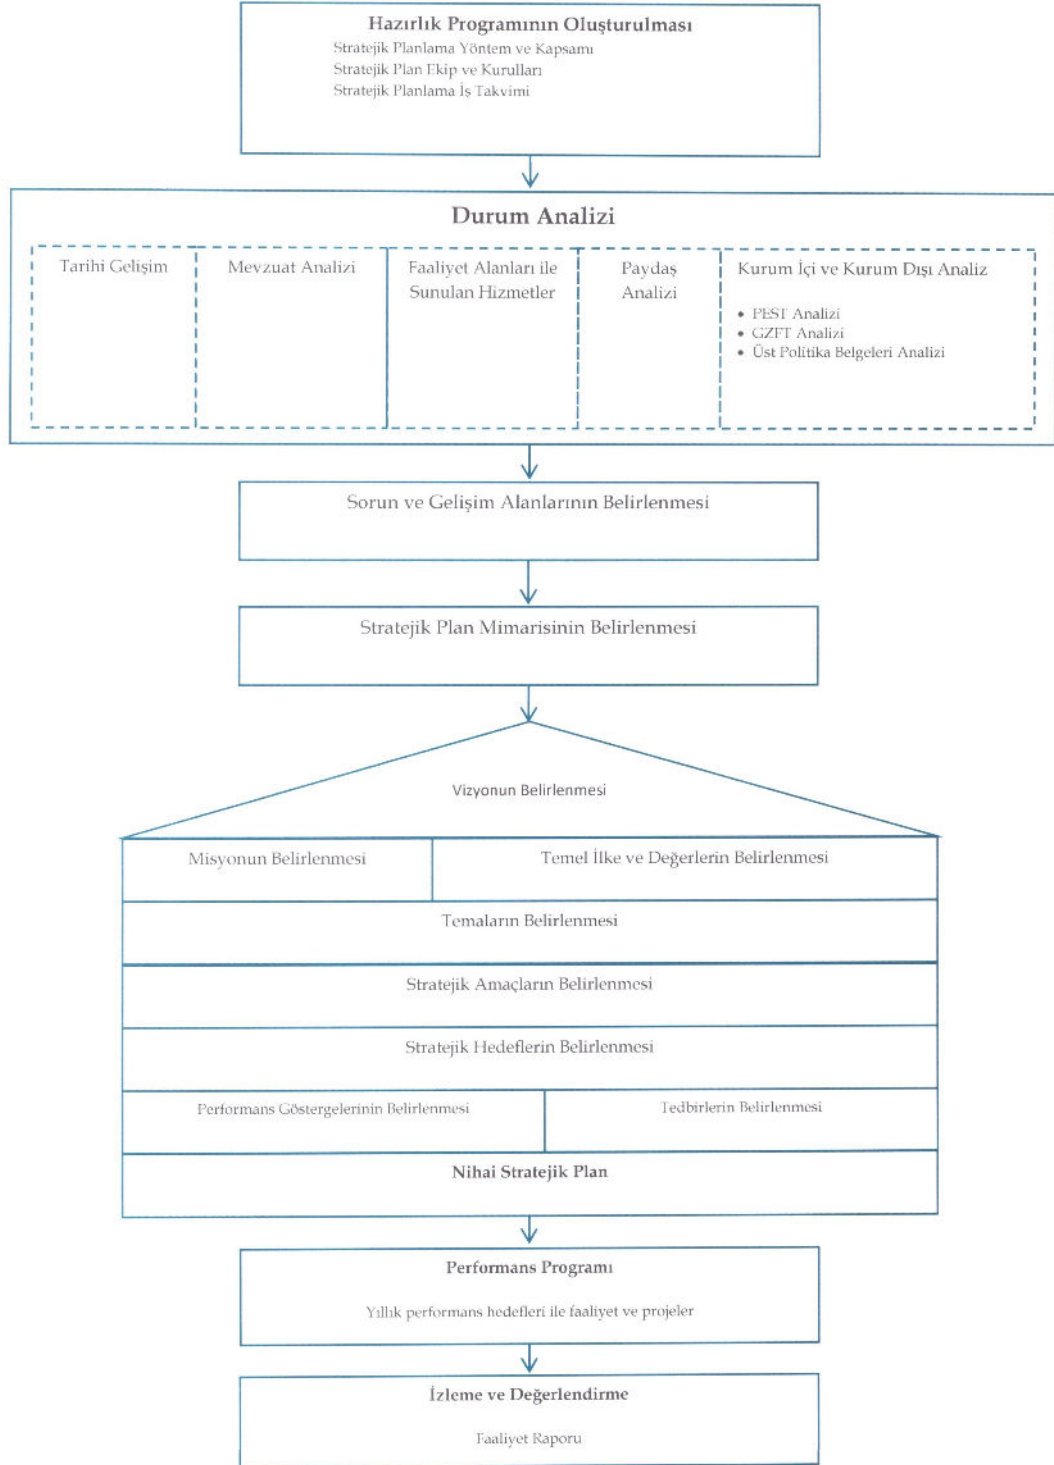 Hazırlık Programının Oluşturulması
Stratejik Planlama Yöntem ve Kapsamı
Stratejik Plan Ekip ve Kurulları
Stratejik Planlama İş Takvimi
Durum Analizi
Tarihi Gelişim
Mevzuat Analizi
Faaliyet Alanları ile
Sunulan Hizmetler
Paydaş
Analizi
Kurum İçi ve Kurum Dışı Analiz
• PEST Analizi
• GZFT Analizi
• Üst Politika Belgeleri Analizi
Sorun ve Gelişim Alanlarının Belirlenmesi
Stratejik Plan Mimarisinin Belirlenmesi
Vizyonun Belirlenmesi
Misyonun Belirlenmesi
Temel İlke ve Değerlerin Belirlenmesi
Temaların Belirlenmesi
Stratejik Amaçların Belirlenmesi
Stratejik Hedeflerin Belirlenmesi
Performans Göstergelerinin Belirlenmesi
Tedbirlerin Belirlenmesi
Nihai Stratejik Plan
Performans Programı
Yıllık performans hedefleri ile faaliyet ve projeler
İzleme ve Değerlendirme
Faaliyet Raporu